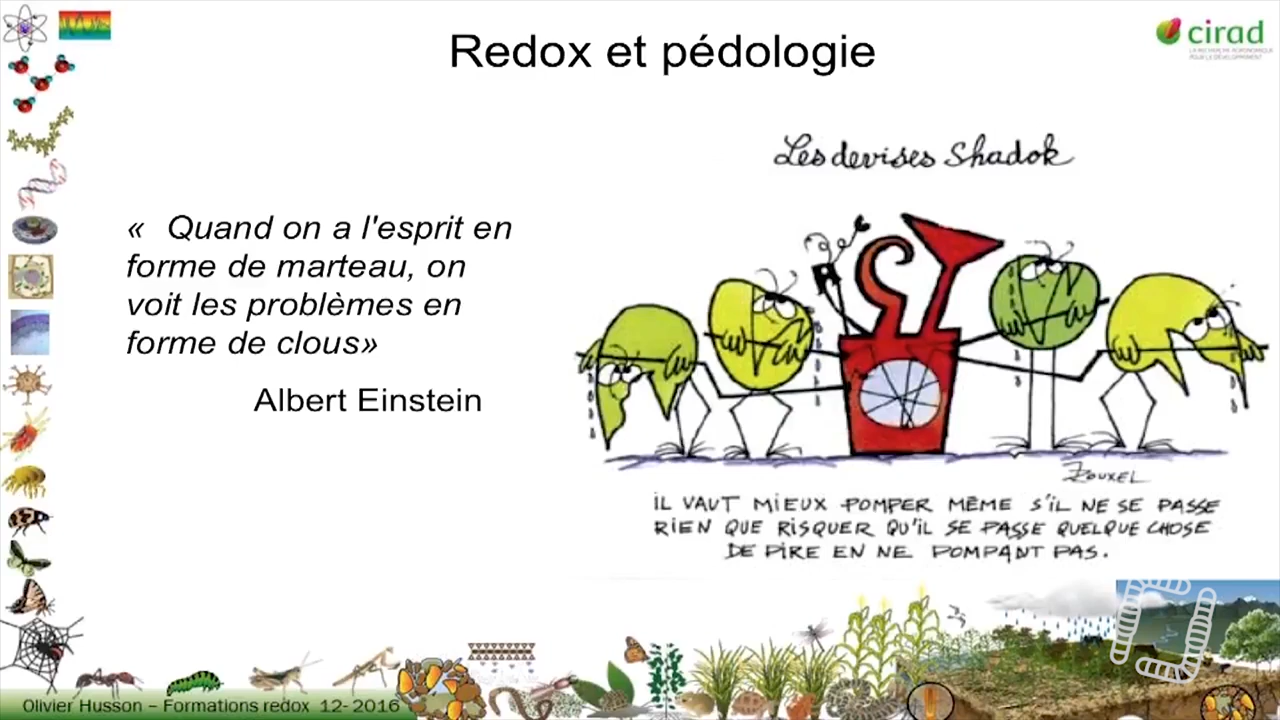 Redox et pédologie
cirad
LA RECHERCHE AGRONOMIQUE
POUR LE DÉVELOPPEMENT
Les devises Shadok
« Quand on a l'esprit en
forme de marteau, on
voit les problèmes en
forme de clous»
Albert Einstein
ROUXEL
IL VAUT MIEUX POMPER MÊME S'IL NE SE PASSE
RIEN QUE RISQUER QU'IL SE PASSE QUELQUE CHOSE
DE PIRE EN NE POMPANT PAS.
Olivier Husson – Formations redox 12- 2016